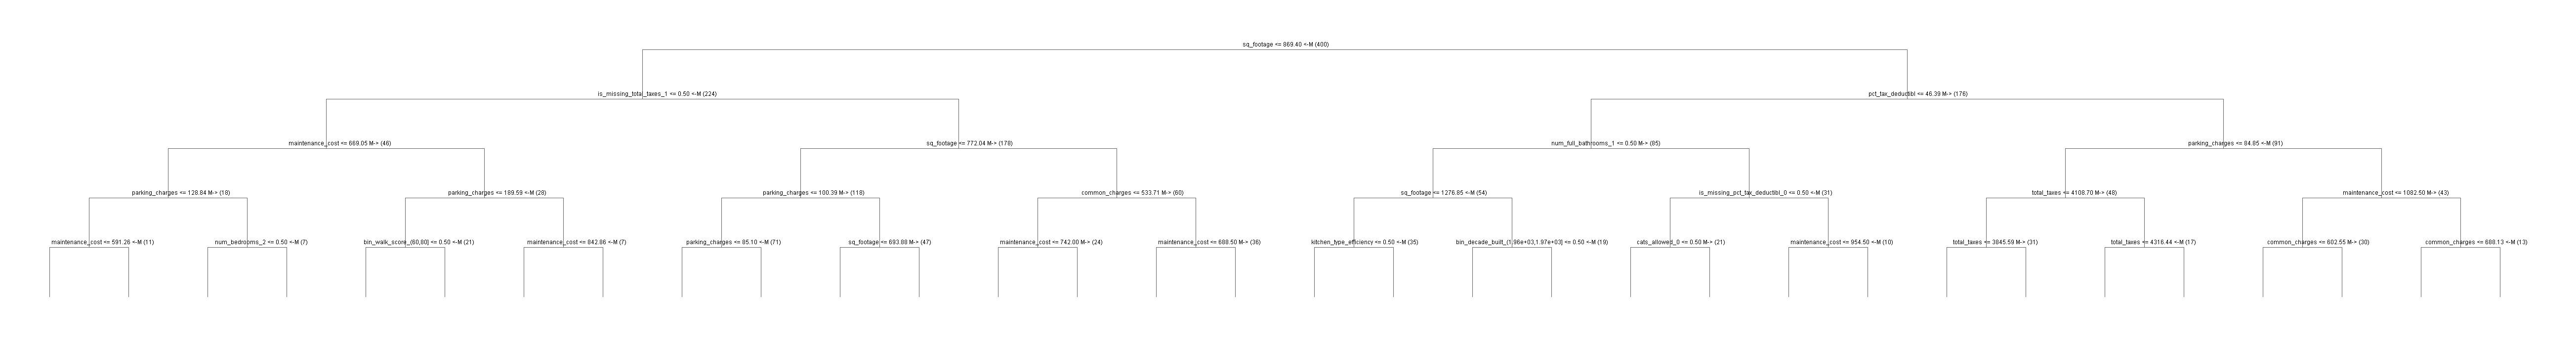 sq_footage <= 869.40 <-M (400)
is_missing_total_taxes_1 <= 0.50 <-M (224)
pct_tax_deductibl <= 46.39 M-> (176)
maintenance_cost <= 669.05 M-> (46)
sq_footage <= 772.04 M-> (178)
num_full_bathrooms_1 <= 0.50 M-> (85)
parking_charges <= 84.85 <-M (91)
parking_charges <= 128.84 M-> (18)
parking_charges <= 189.59 <-M (28)
parking_charges <= 100.39 M-> (118)
common_charges <= 533.71 M-> (60)
sq_footage <= 1276.85 <-M (54)
is_missing_pct_tax_deductibl_0 <= 0.50 <-M (31)
total_taxes <= 4108.70 M-> (48)
maintenance_cost <= 1082.50 M-> (43)
maintenance_cost <= 591.26 <-M (11)
num_bedrooms_2 <= 0.50 <-M (7)
bin_walk_score_(60,80] <= 0.50 <-M (21)
maintenance_cost <= 842.86 <-M (7)
parking_charges <= 85.10 <-M (71)
sq_footage <= 693.88 M-> (47)
maintenance_cost <= 742.00 M-> (24)
maintenance_cost <= 688.50 M-> (36)
kitchen_type_efficiency <= 0.50 <-M (35)
bin_decade_built_(1.96e+03,1.97e+03] <= 0.50 <-M (19)
cats_allowed_0 <= 0.50 M-> (21)
maintenance_cost <= 954.50 <-M (10)
total_taxes <= 3845.59 M-> (31)
total_taxes <= 4316.44 <-M (17)
common_charges <= 602.55 M-> (30)
common_charges <= 688.13 <-M (13)